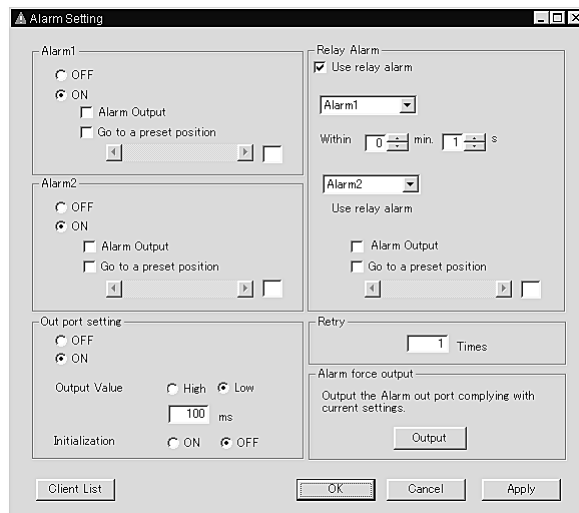 Alarm Setting
Alarm1
OFF
ON
Alarm Output
Go to a preset position
Alarm2
OFF
ON
Alarm Output
Go to a preset position
Out port setting
OFF
ON
Output Value
High
Low
100 ms
Initialization
ON
OFF
Relay Alarm
Use relay alarm
Alarm1
Within 0 min. 1 s
Alarm2
Use relay alarm
Alarm Output
Go to a preset position
Retry
1 Times
Alarm force output
Output the Alarm out port complying with
current settings.
Output
Client List
OK
Cancel
Apply